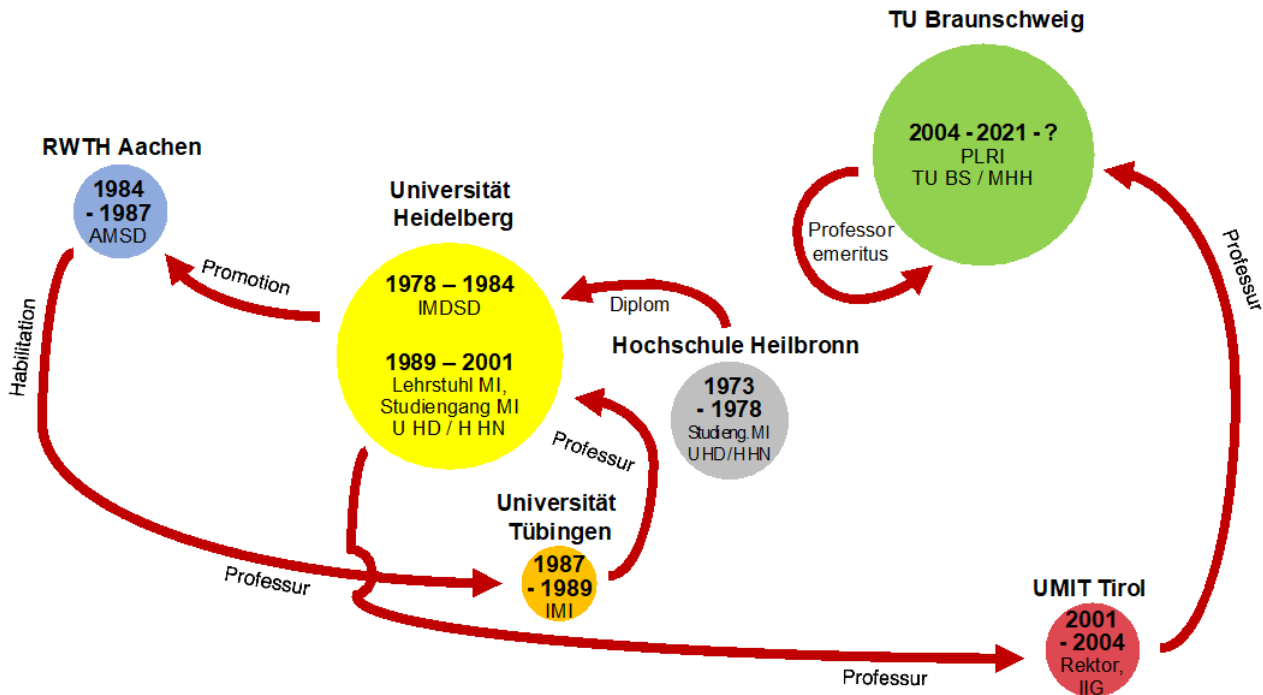 TU Braunschweig
2004 - 2021 - ?
PLRI
TU BS / MHH
Professor
emeritus
Professur
RWTH Aachen
1984
- 1987
AMSD
Habilitation
Promotion
Universität
Heidelberg
1978 – 1984
IMDSD
1989 – 2001
Lehrstuhl MI,
Studiengang MI
U HD / H HN
Diplom
Hochschule Heilbronn
1973
- 1978
Studieng. MI
U HD / H HN
Professur
Universität
Tübingen
1987
- 1989
IMI
Professur
UMIT Tirol
2001
- 2004
Rektor,
IIG
Professur